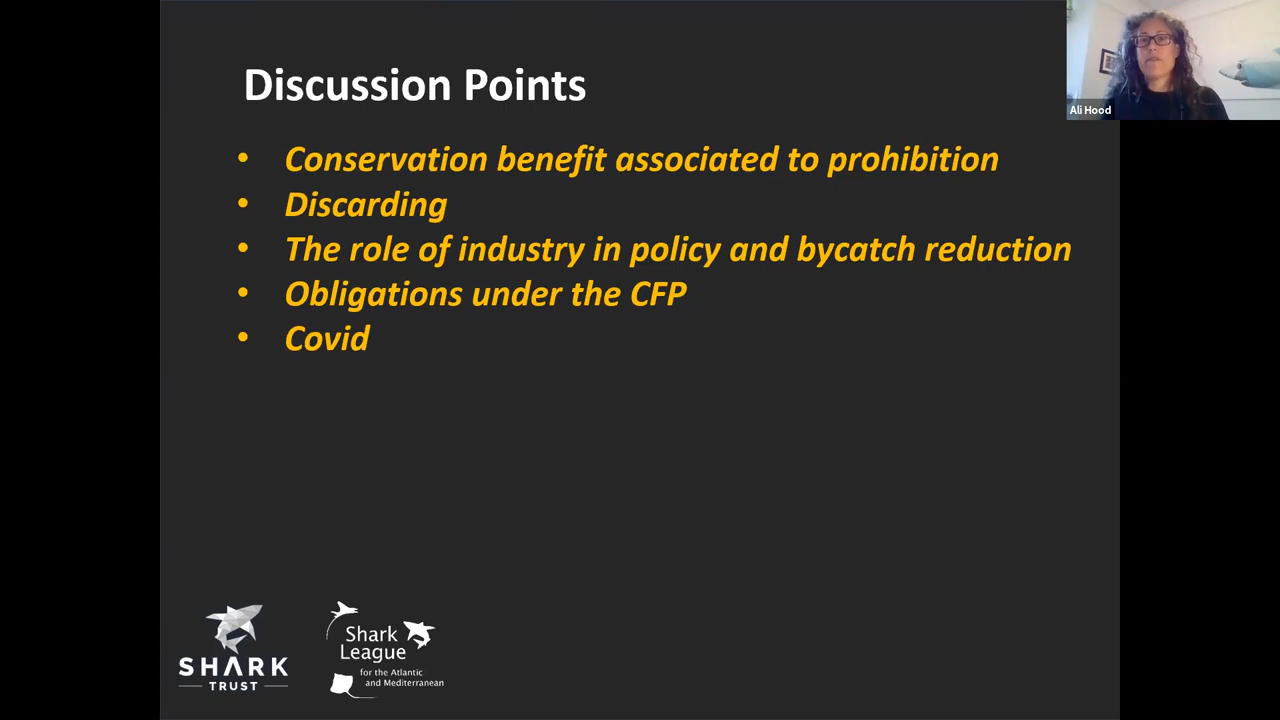 Discussion Points
• Conservation benefit associated to prohibition
• Discarding
• The role of industry in policy and bycatch reduction
• Obligations under the CFP
• Covid
Ali Hood
SHARK
TRUST
Shark
League
for the Atlantic
and Mediterranean